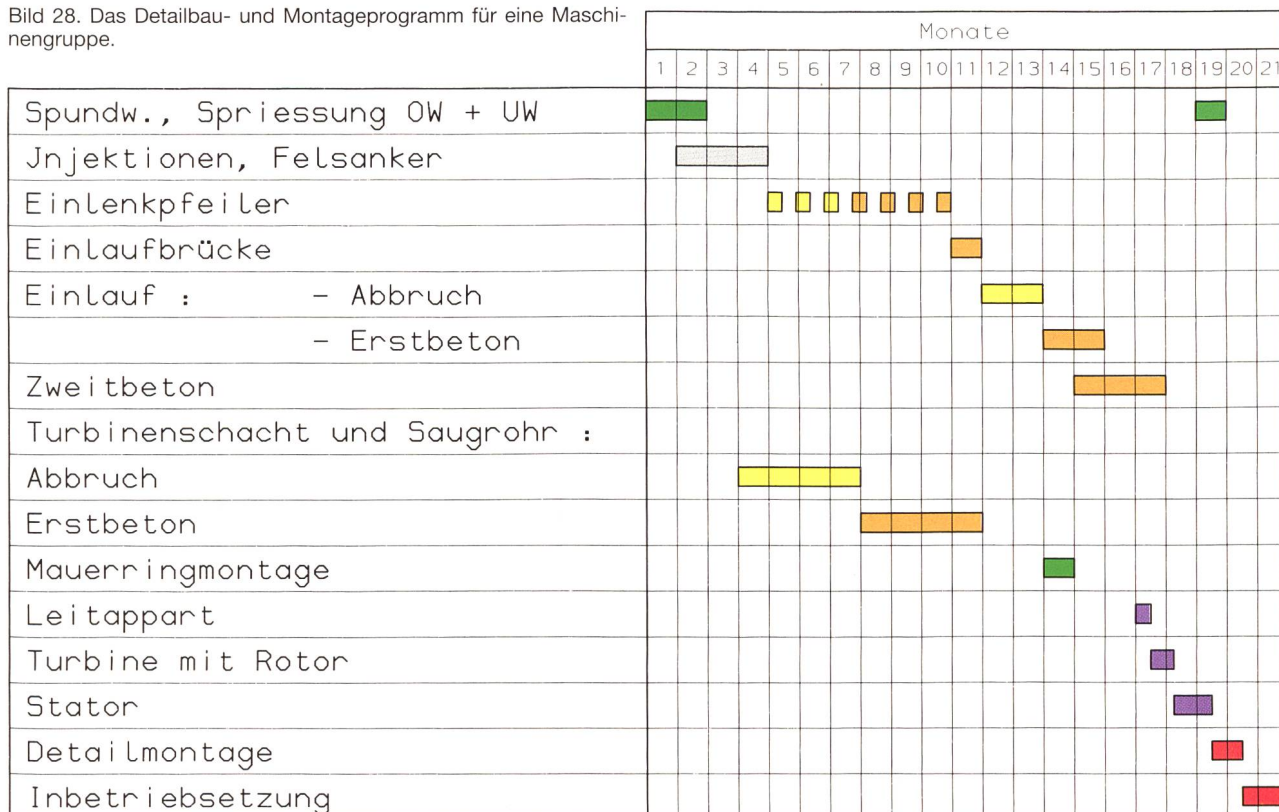 Bild 28. Das Detailbau- und Montageprogramm für eine Maschi-
nengruppe.
Monate
1 2 3 4 5 6 7 8 9 10 11 12 13 14 15 16 17 18 19 20 21
Spundw., Spriessung OW + UW
Jnjektionen, Felsanker
Einlenkpfeiler
Einlaufbrücke
Einlauf : - Abbruch
- Erstbeton
Zweitbeton
Turbinenschacht und Saugrohr :
Abbruch
Erstbeton
Mauerringmontage
Leitappart
Turbine mit Rotor
Stator
Detailmontage
Inbetriebsetzung